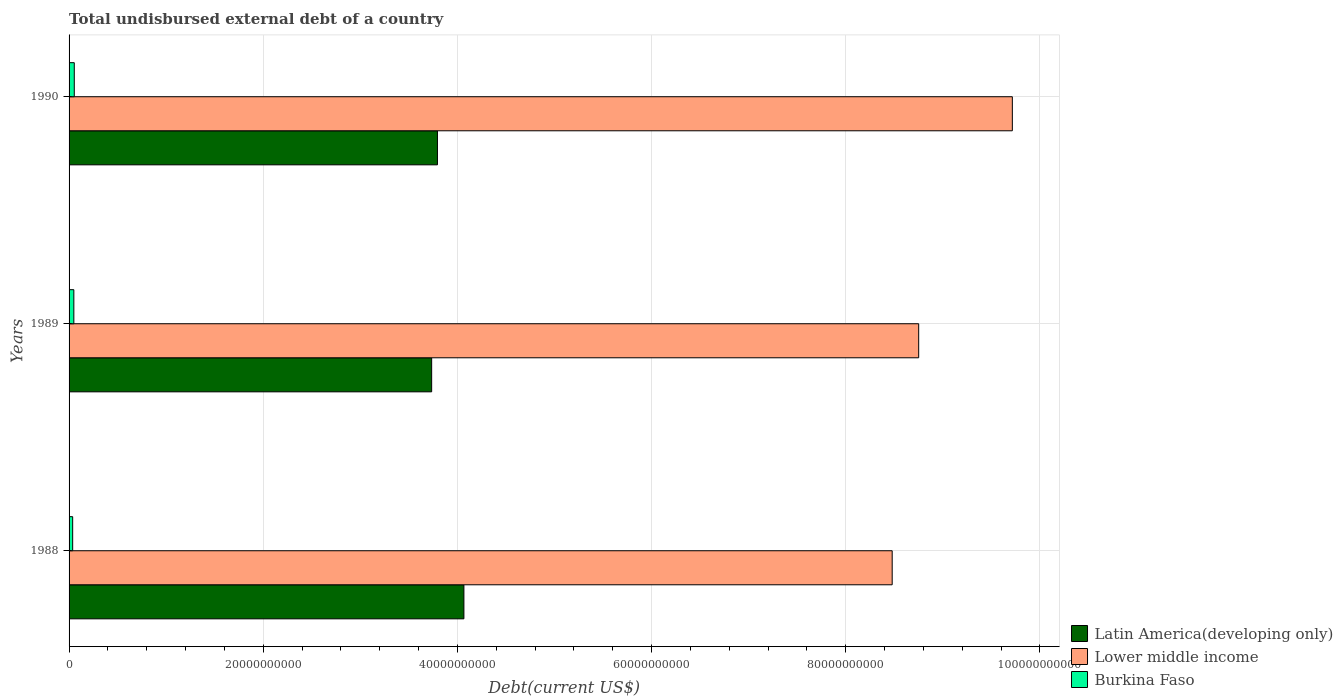 Total undisbursed external debt of a country
1990
1989
1988
Years
0
20000000000
40000000000
60000000000
80000000000
100000000000
Debt(current US$)
Latin America(developing only)
Lower middle income
Burkina Faso